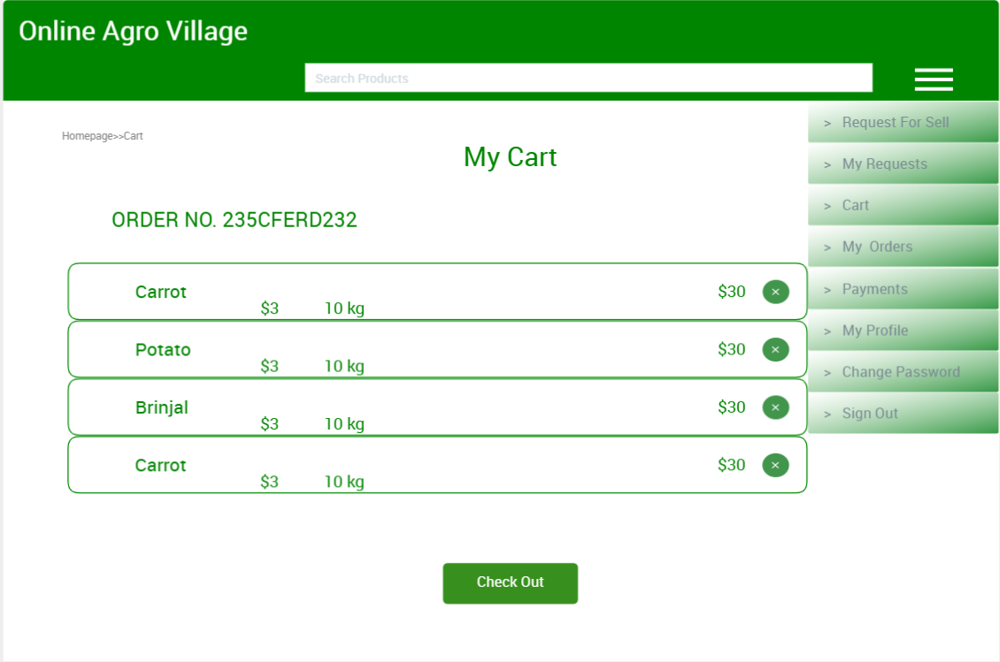 Online Agro Village
Search Products
Homepage>>Cart
My Cart
ORDER NO. 235CFERD232
Carrot
$3 10 kg
$30 ×
Potato
$3 10 kg
$30 ×
Brinjal
$3 10 kg
$30 ×
Carrot
$3 10 kg
$30 ×
Check Out
> Request For Sell
> My Requests
> Cart
> My Orders
> Payments
> My Profile
> Change Password
> Sign Out